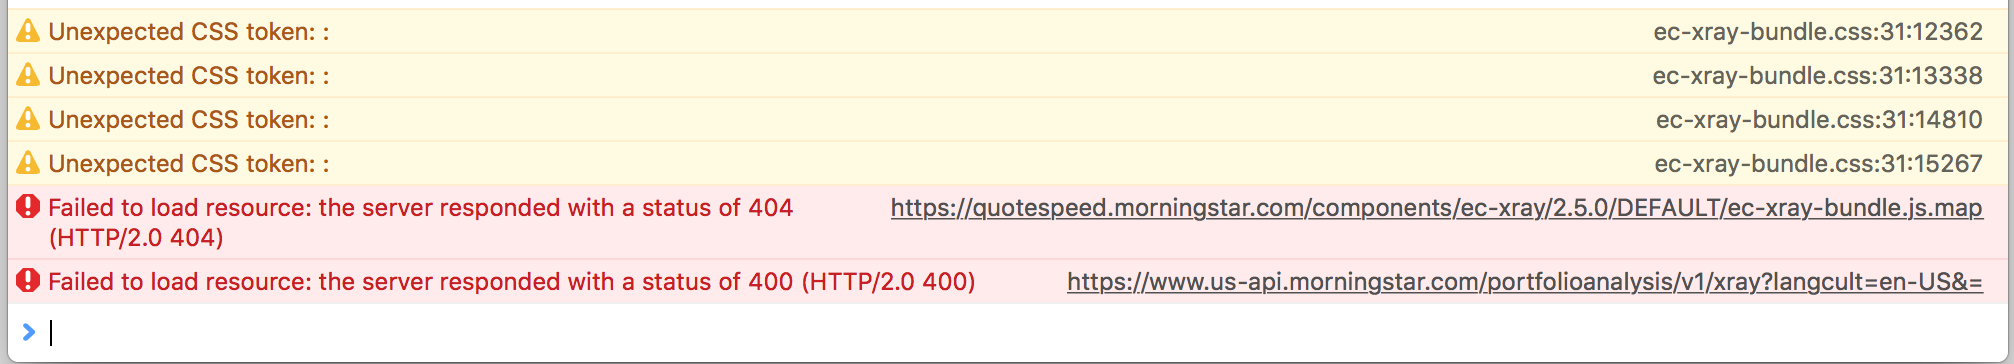 Unexpected CSS token: : ec-xray-bundle.css:31:12362
Unexpected CSS token: : ec-xray-bundle.css:31:13338
Unexpected CSS token: : ec-xray-bundle.css:31:14810
Unexpected CSS token: : ec-xray-bundle.css:31:15267
Failed to load resource: the server responded with a status of 404 https://quotespeed.morningstar.com/components/ec-xray/2.5.0/DEFAULT/ec-xray-bundle.js.map
(HTTP/2.0 404)
Failed to load resource: the server responded with a status of 400 (HTTP/2.0 400) https://www.us-api.morningstar.com/portfolioanalysis/v1/xray?langcult=en-US&=